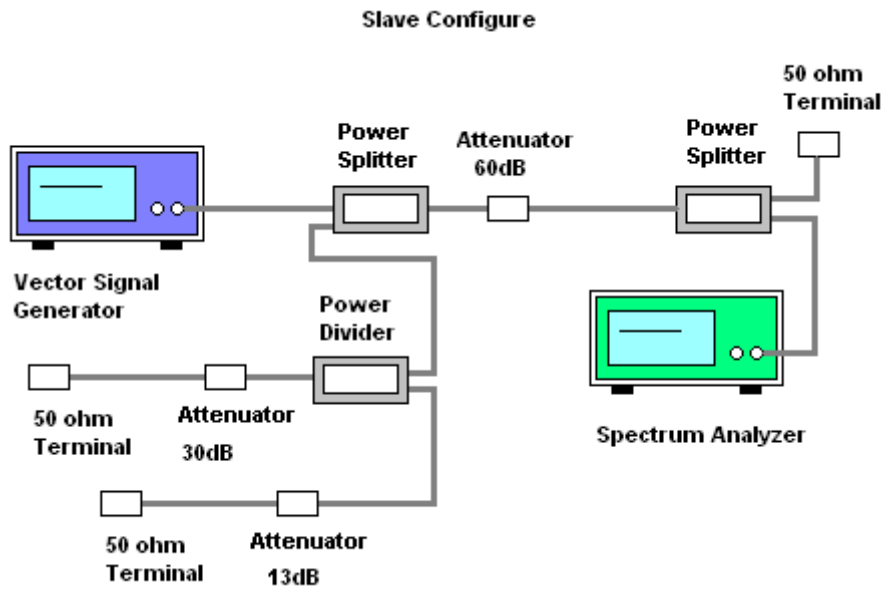 Slave Configure
50 ohm
Terminal
Power
Splitter
Attenuator
60dB
Power
Splitter
Vector Signal
Generator
Power
Divider
50 ohm
Terminal
Attenuator
30dB
Spectrum Analyzer
50 ohm
Terminal
Attenuator
13dB